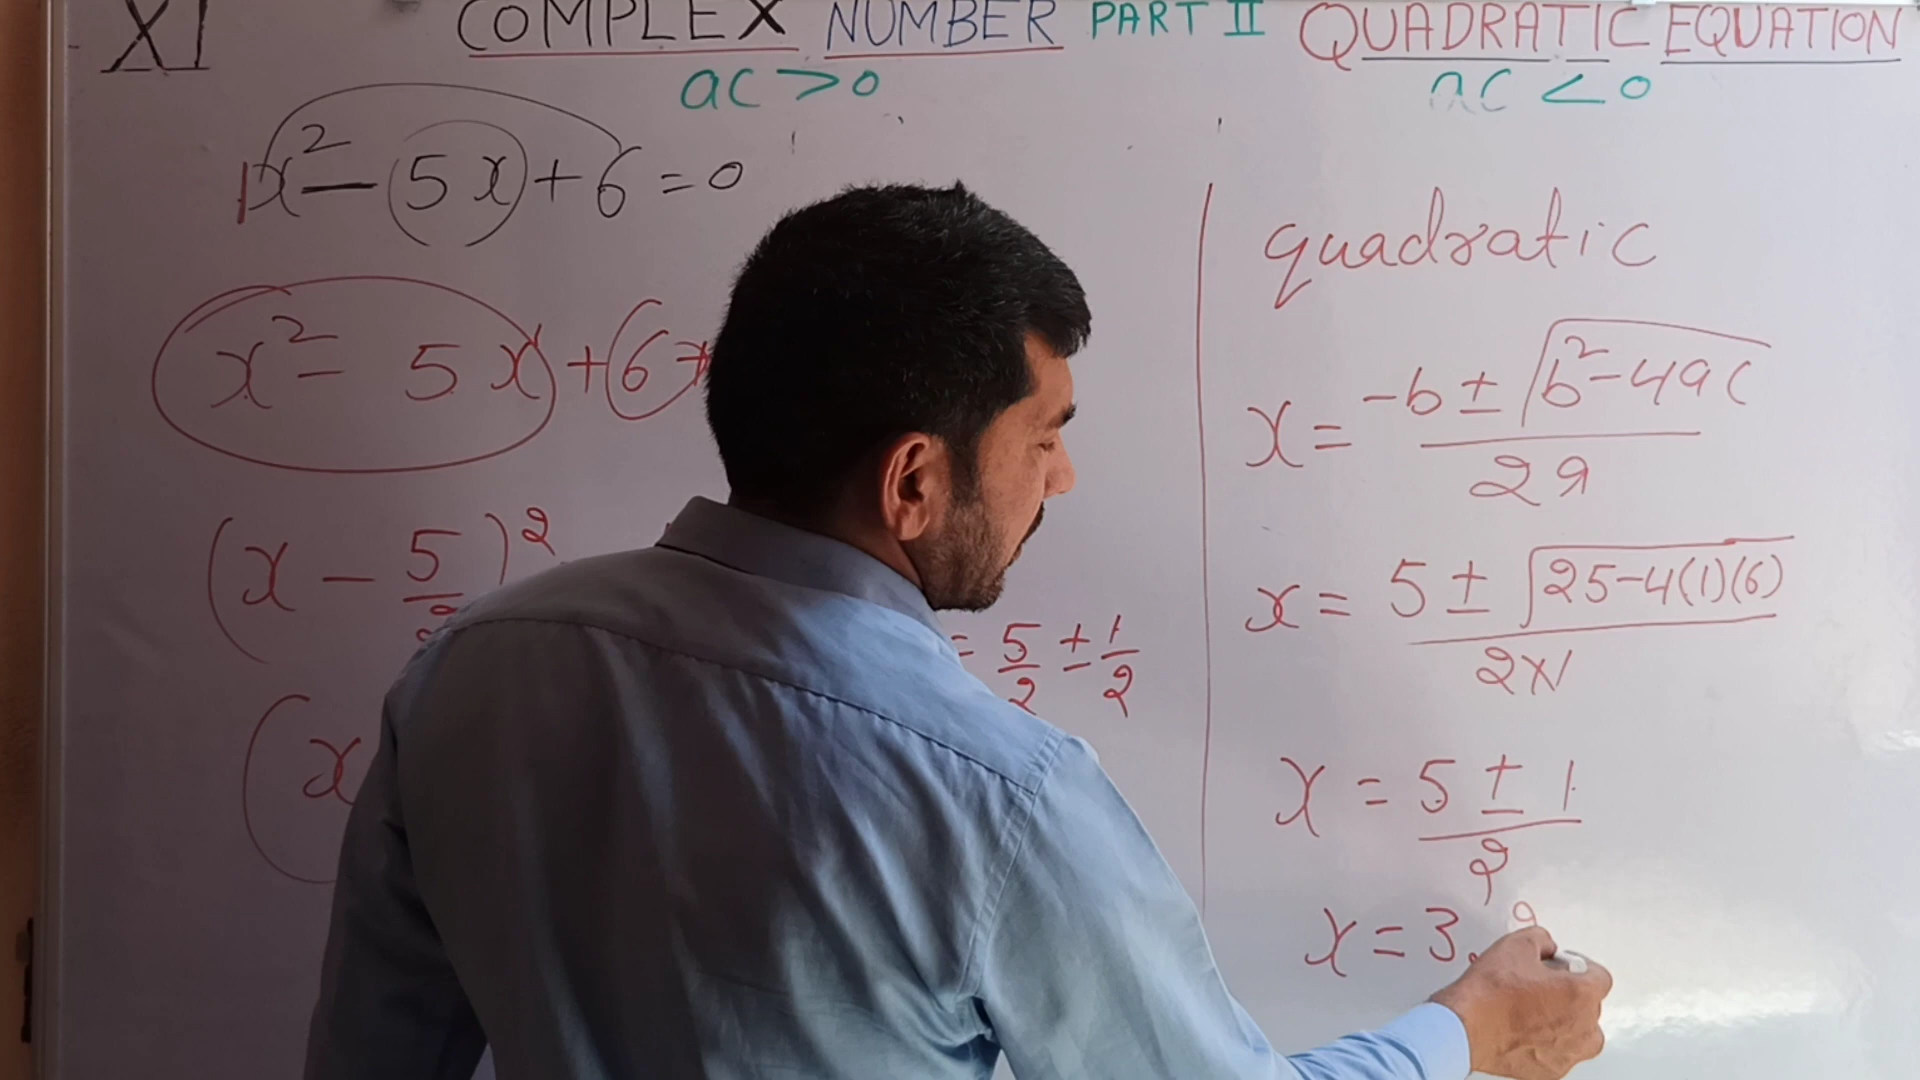 XI COMPLEX NUMBER PART II QUADRATIC EQUATION
ac > 0
ac < 0
1x² - 5x + 6 = 0
x² - 5x + 6
(x - 5/2)²
(x
= 5/2 ± 1/2
quadratic
x = -b ± √b²-4ac / 2a
x = 5 ± √25-4(1)(6) / 2×1
x = 5 ± 1 / 2
x = 3, 2